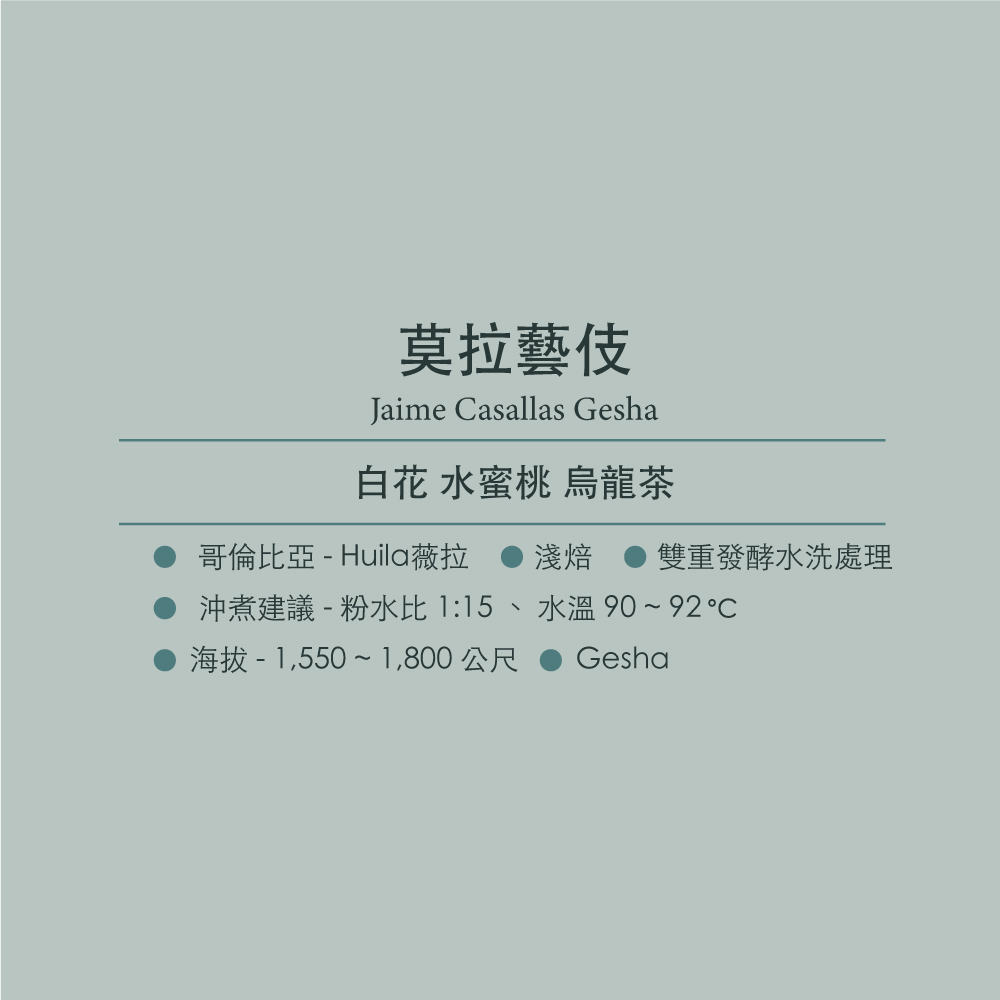 莫拉藝伎
Jaime Casallas Gesha
白花 水蜜桃 烏龍茶
● 哥倫比亞 - Huila薇拉 ● 淺焙 ● 雙重發酵水洗處理
● 沖煮建議 - 粉水比 1:15 、 水溫 90 ~ 92 °C
● 海拔 - 1,550 ~ 1,800 公尺 ● Gesha